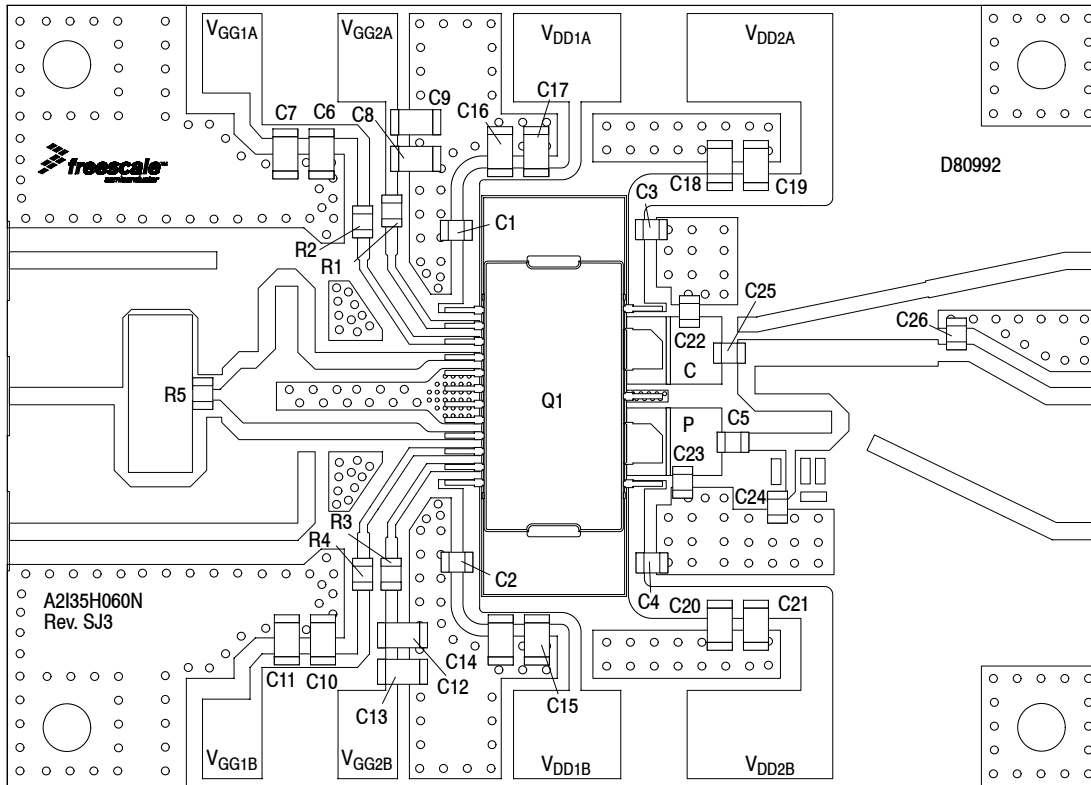 VGG1A
VGG2A
VDD1A
VDD2A
C7
C6
C8
C9
C16
C17
freescale™
semiconductor
C18
C19
D80992
R2
R1
C1
C3
C25
C26
C22
C
R5
Q1
P
C5
C23
C24
R3
R4
C2
C4
A2I35H060N
Rev. SJ3
C20
C21
C11
C10
C12
C13
C14
C15
VGG1B
VGG2B
VDD1B
VDD2B